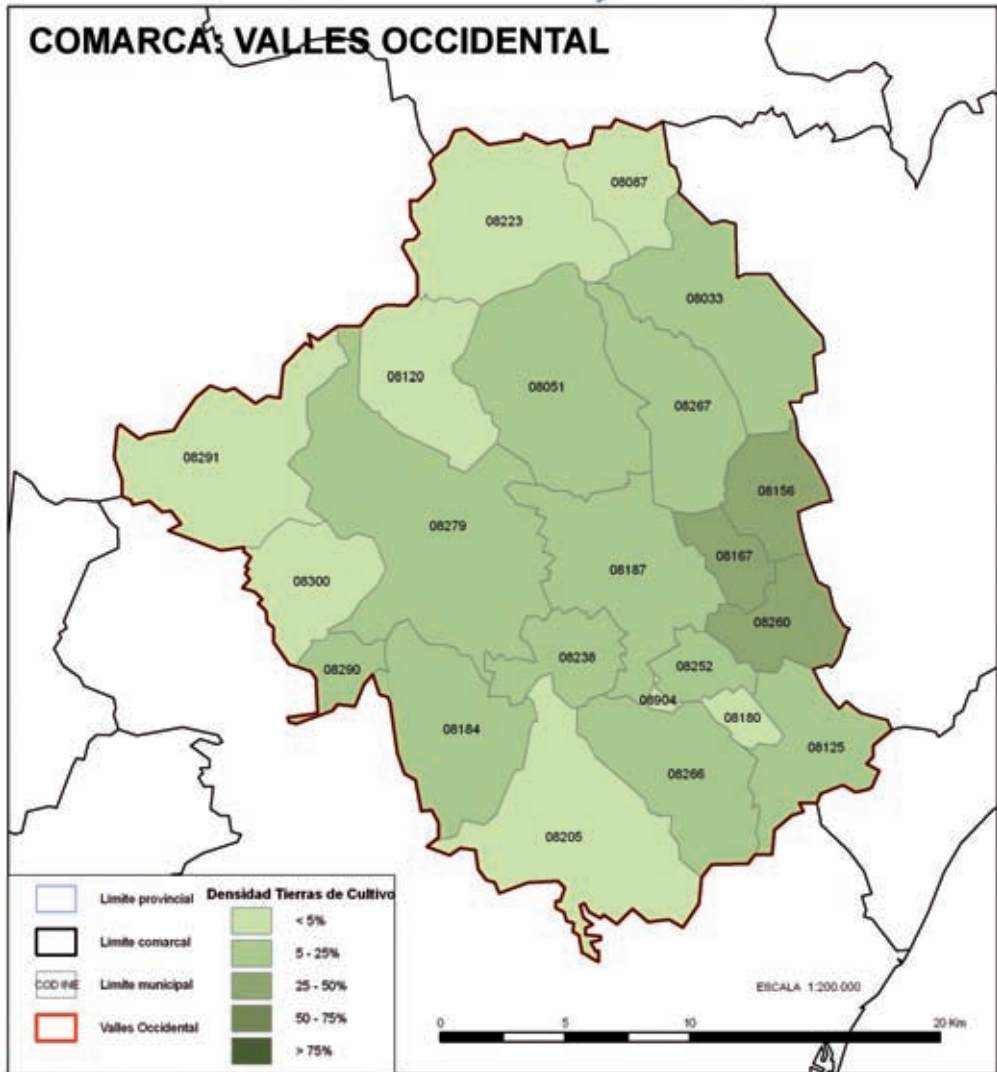 COMARCA: VALLES OCCIDENTAL
08087
08223
08033
08120
08051
08267
08291
08156
08279
08167
08187
08300
08260
08238
08252
08290
08904
08180
08184
08125
08266
08205
Densidad Tierras de Cultivo
Limite provincial
< 5%
Limite comarcal
5 - 25%
COD INE
Limite municipal
25 - 50%
ESCALA 1:200.000
Valles Occidental
50 - 75%
> 75%
0 5 10 20 Km